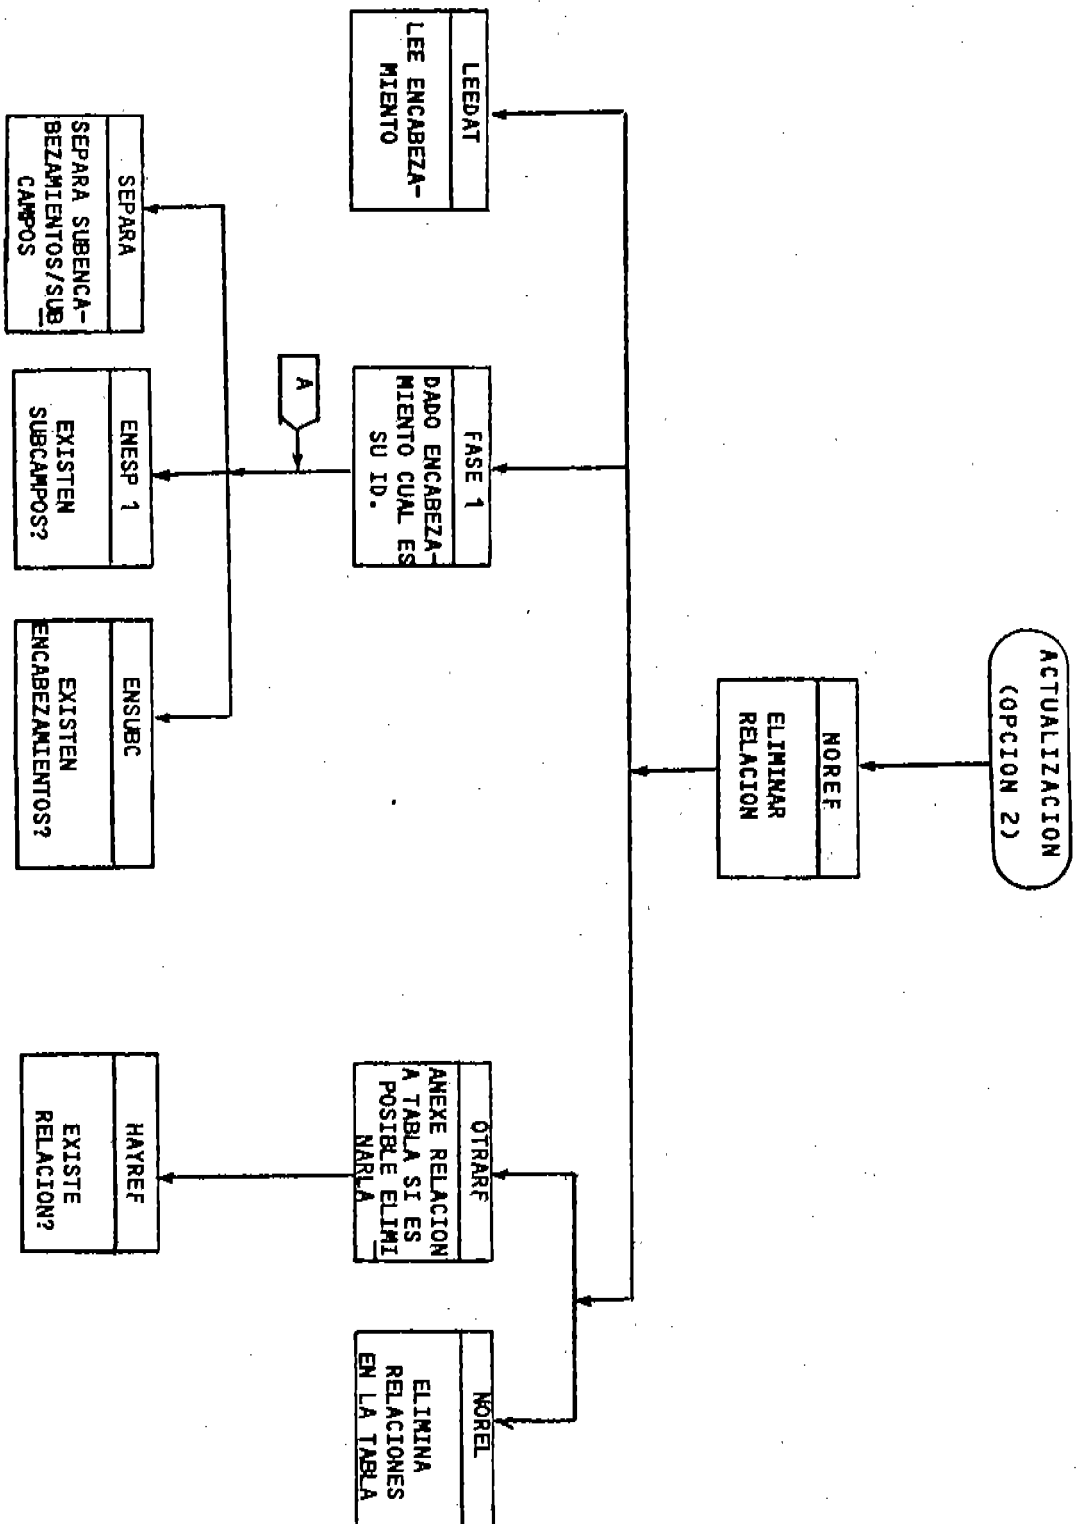 ACTUALIZACION
(OPCION 2)
NOREF
ELIMINAR
RELACION
LEEDAT
LEE ENCABEZA-
MIENTO
FASE 1
DADO ENCABEZA-
MIENTO CUAL ES
SU ID.
OTRARF
ANEXE RELACION
A TABLA SI ES
POSIBLE ELIMI
NARLA
NOREL
ELIMINA
RELACIONES
EN LA TABLA
A
SEPARA
SEPARA SUBENCA-
BEZAMIENTOS/SUB
CAMPOS
ENESP 1
EXISTEN
SUBCAMPOS?
ENSUBC
EXISTEN
ENCABEZAMIENTOS?
HAYREF
EXISTE
RELACION?